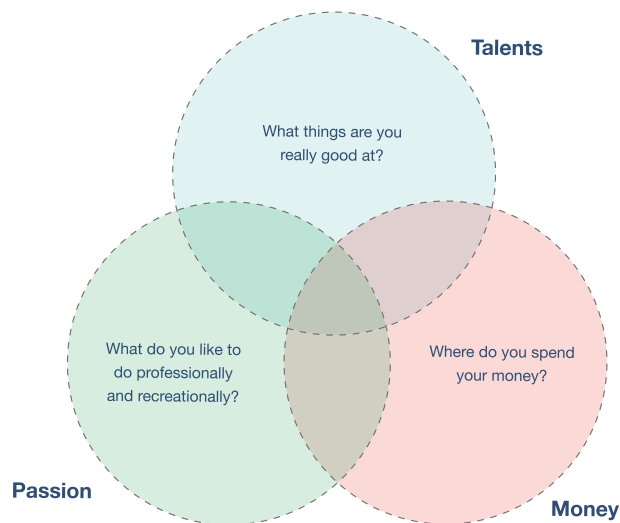 Talents
What things are you
really good at?
What do you like to
do professionally
and recreationally?
Where do you spend
your money?
Passion
Money